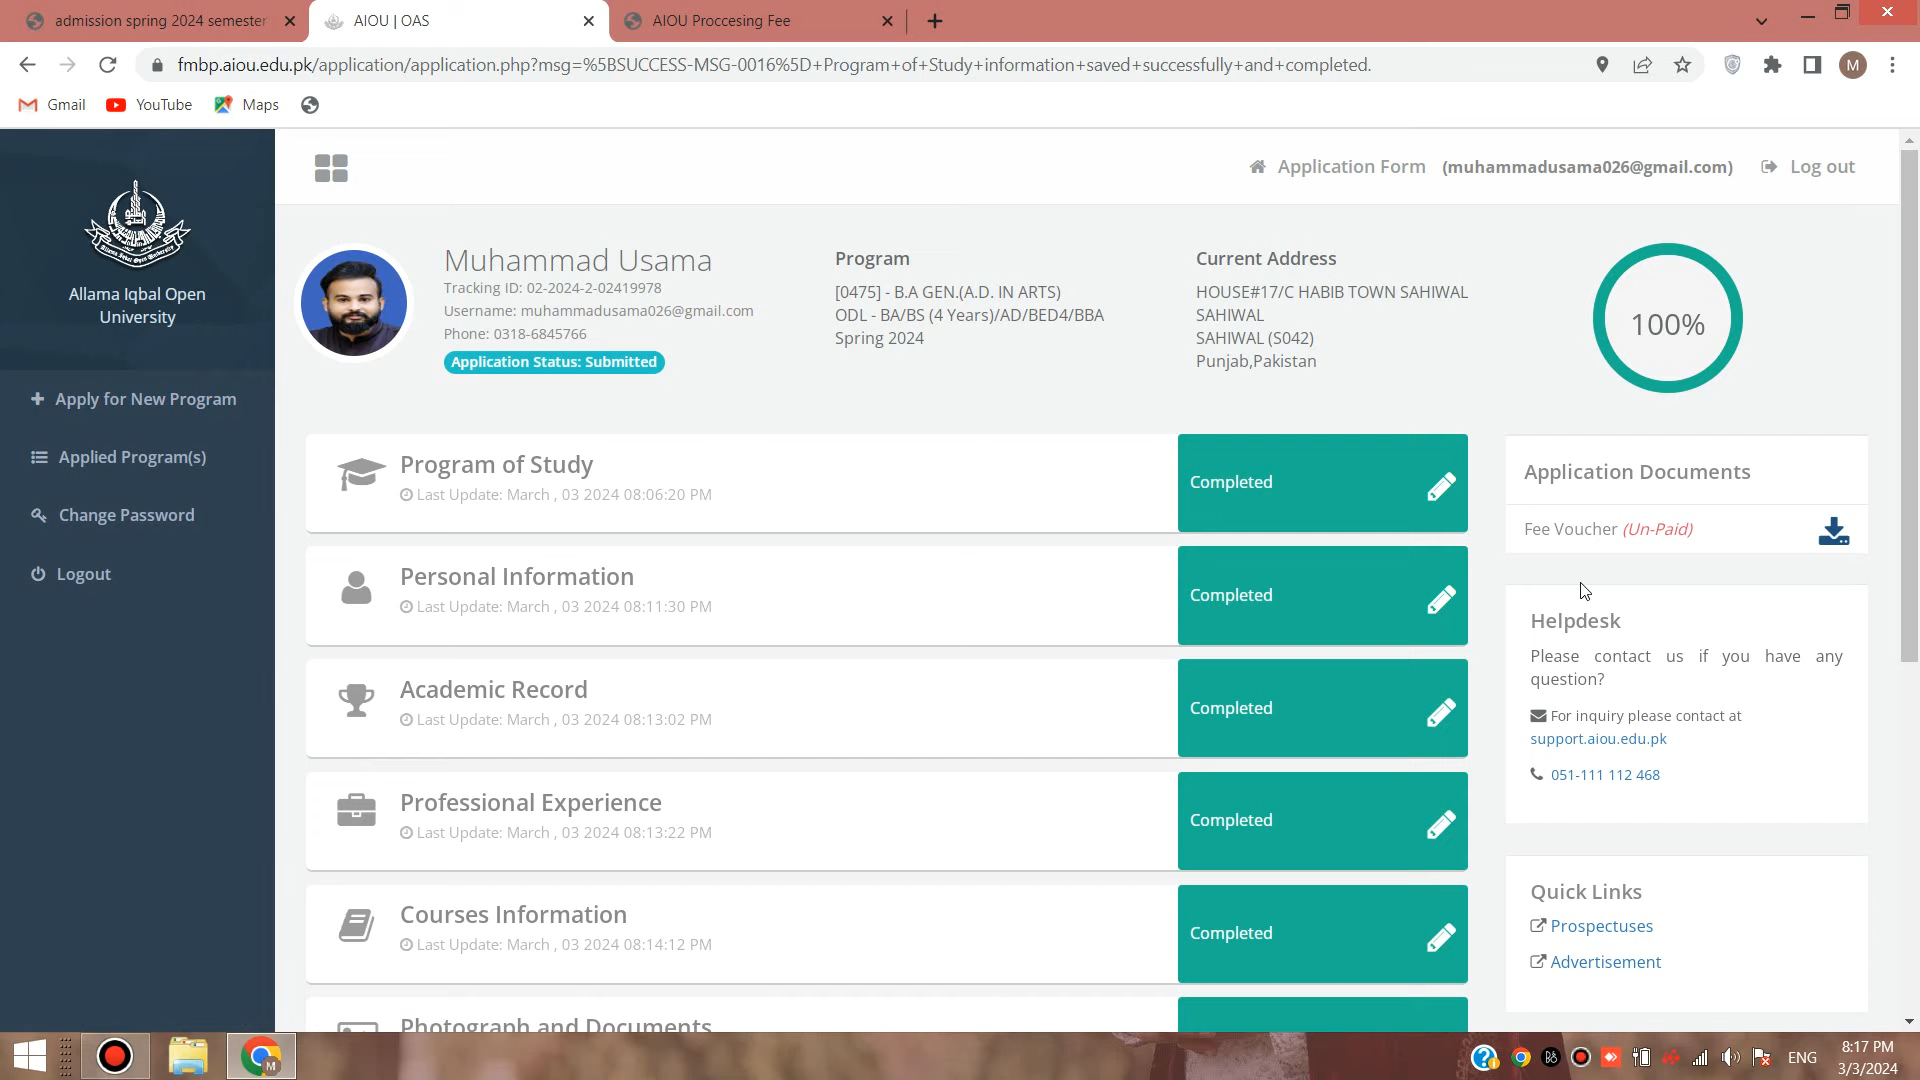 admission spring 2024 semester
AIOU | OAS
AIOU Proccesing Fee
fmbp.aiou.edu.pk/application/application.php?msg=%5BSUCCESS-MSG-0016%5D+Program+of+Study+information+saved+successfully+and+completed.
M
Gmail
YouTube
Maps
Allama Iqbal Open
University
Apply for New Program
Applied Program(s)
Change Password
Logout
Application Form (muhammadusama026@gmail.com)
Log out
Muhammad Usama
Tracking ID: 02-2024-2-02419978
Username: muhammadusama026@gmail.com
Phone: 0318-6845766
Application Status: Submitted
Program
[0475] - B.A GEN.(A.D. IN ARTS)
ODL - BA/BS (4 Years)/AD/BED4/BBA
Spring 2024
Current Address
HOUSE#17/C HABIB TOWN SAHIWAL
SAHIWAL
SAHIWAL (S042)
Punjab,Pakistan
100%
Program of Study
Last Update: March , 03 2024 08:06:20 PM
Completed
Personal Information
Last Update: March , 03 2024 08:11:30 PM
Completed
Academic Record
Last Update: March , 03 2024 08:13:02 PM
Completed
Professional Experience
Last Update: March , 03 2024 08:13:22 PM
Completed
Courses Information
Last Update: March , 03 2024 08:14:12 PM
Completed
Photograph and Documents
Application Documents
Fee Voucher (Un-Paid)
Helpdesk
Please contact us if you have any
question?
For inquiry please contact at
support.aiou.edu.pk
051-111 112 468
Quick Links
Prospectuses
Advertisement
M
ENG
8:17 PM
3/3/2024